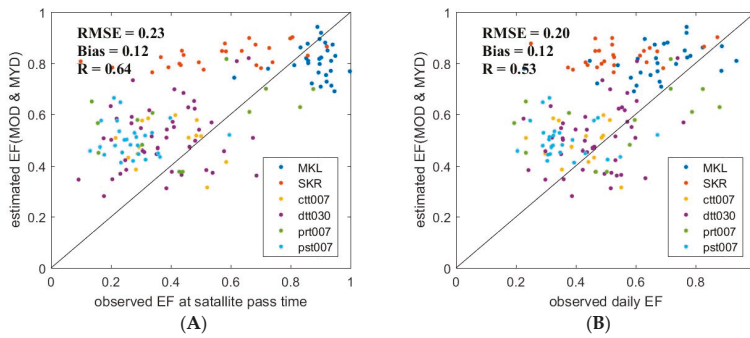 RMSE = 0.23
Bias = 0.12
R = 0.64
estimated EF(MOD & MYD)
1
0.8
0.6
0.4
0.2
0
0
0.2
0.4
0.6
0.8
1
MKL
SKR
ctt007
dtt030
prt007
pst007
observed EF at satallite pass time
(A)
RMSE = 0.20
Bias = 0.12
R = 0.53
estimated EF(MOD & MYD)
1
0.8
0.6
0.4
0.2
0
0
0.2
0.4
0.6
0.8
MKL
SKR
ctt007
dtt030
prt007
pst007
observed daily EF
(B)